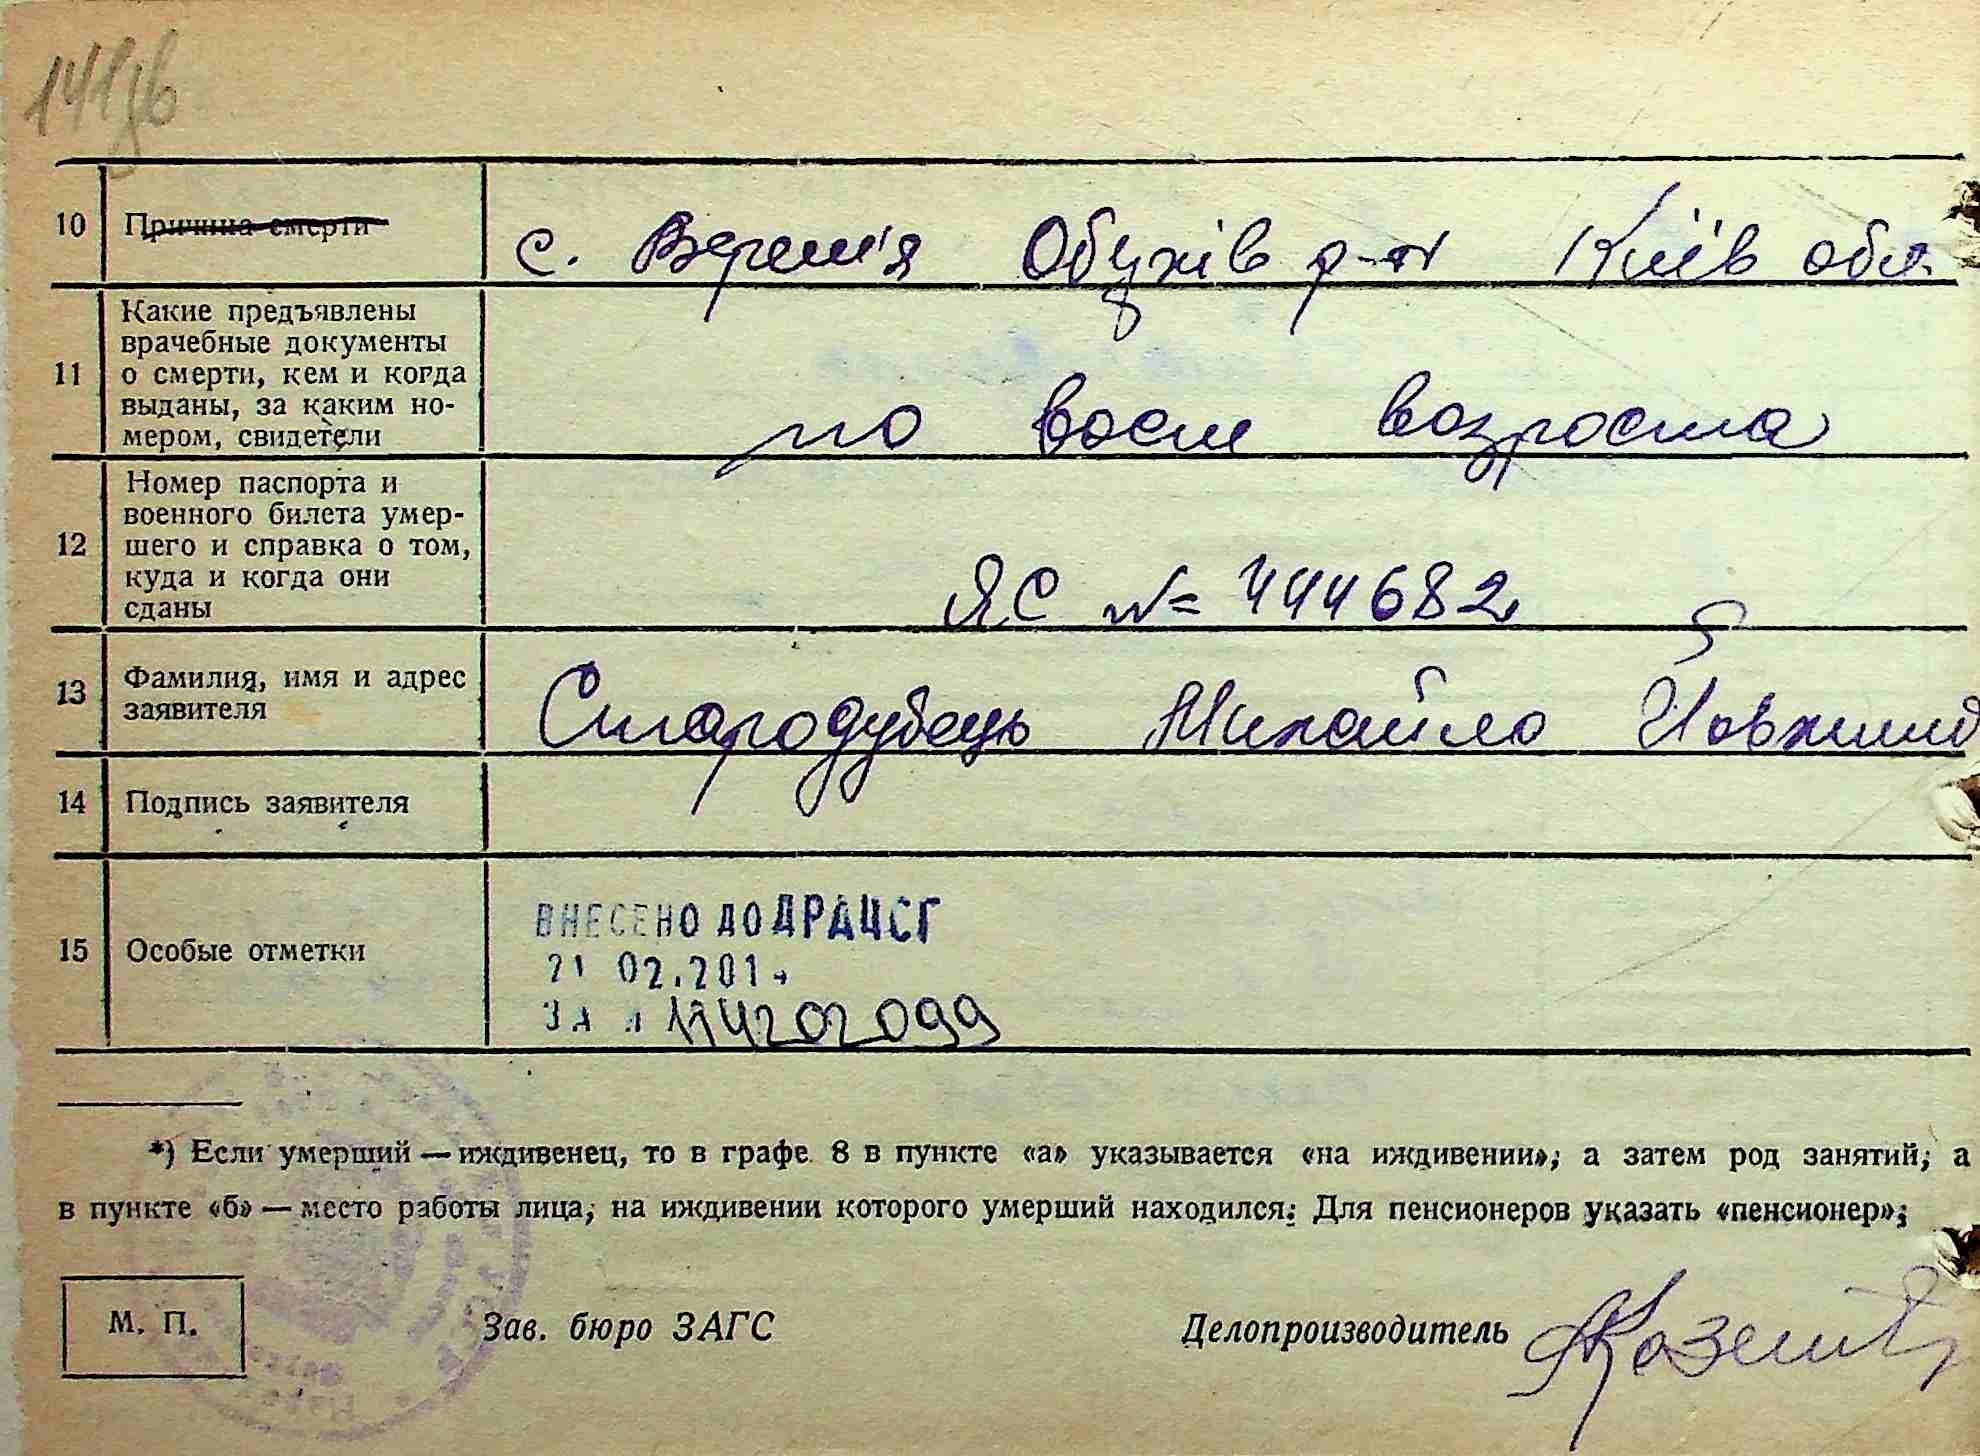 10 Причина смерти с. Верем'я Обухів р-н Київ обл.
11 Какие предъявлены
врачебные документы
о смерти, кем и когда
выданы, за каким но-
мером, свидетели
по возроста
12 Номер паспорта и
военного билета умер-
шего и справка о том,
куда и когда они
сданы
ЯС № 444682
13 Фамилия, имя и адрес
заявителя
Стародубець Михайло
14 Подпись заявителя
15 Особые отметки
ВНЕСЕНО ДО ДРАЦСГ
21 02.201
ЗА 114202099
*) Если умерший — иждивенец, то в графе 8 в пункте «а» указывается «на иждивении», а затем род занятий; а
в пункте «б» — место работы лица, на иждивении которого умерший находился. Для пенсионеров указать «пенсионер»;
М. П.
Зав. бюро ЗАГС
Делопроизводитель